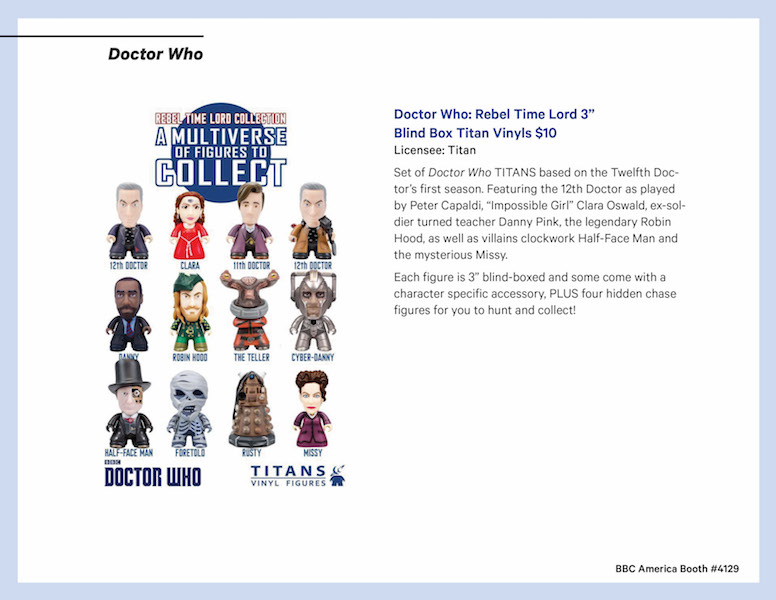 Doctor Who
REBEL TIME LORD COLLECTION
A MULTIVERSE
OF FIGURES TO
COLLECT
12th DOCTOR
CLARA
11th DOCTOR
12th DOCTOR
DANNY
ROBIN HOOD
THE TELLER
CYBER-DANNY
HALF-FACE MAN
FORETOLD
RUSTY
MISSY
BBC
DOCTOR WHO
TITANS
VINYL FIGURES
Doctor Who: Rebel Time Lord 3”
Blind Box Titan Vinyls $10
Licensee: Titan
Set of Doctor Who TITANS based on the Twelfth Doc-
tor’s first season. Featuring the 12th Doctor as played
by Peter Capaldi, “Impossible Girl” Clara Oswald, ex-sol-
dier turned teacher Danny Pink, the legendary Robin
Hood, as well as villains clockwork Half-Face Man and
the mysterious Missy.
Each figure is 3” blind-boxed and some come with a
character specific accessory, PLUS four hidden chase
figures for you to hunt and collect!
BBC America Booth #4129